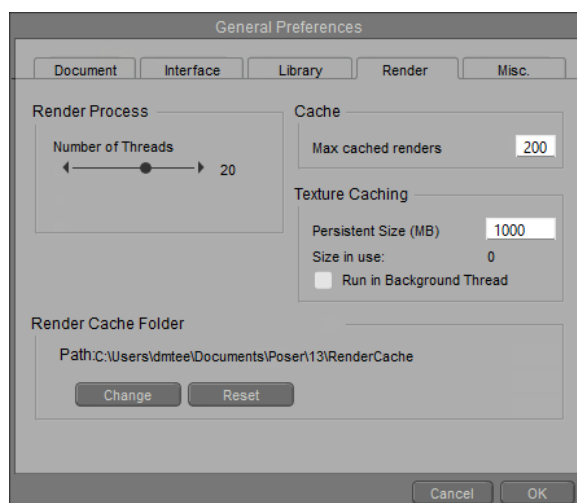 General Preferences
Document Interface Library Render Misc.
Render Process
Number of Threads
20
Cache
Max cached renders 200
Texture Caching
Persistent Size (MB) 1000
Size in use: 0
Run in Background Thread
Render Cache Folder
Path:C:\Users\dmtee\Documents\Poser\13\RenderCache
Change Reset
Cancel OK